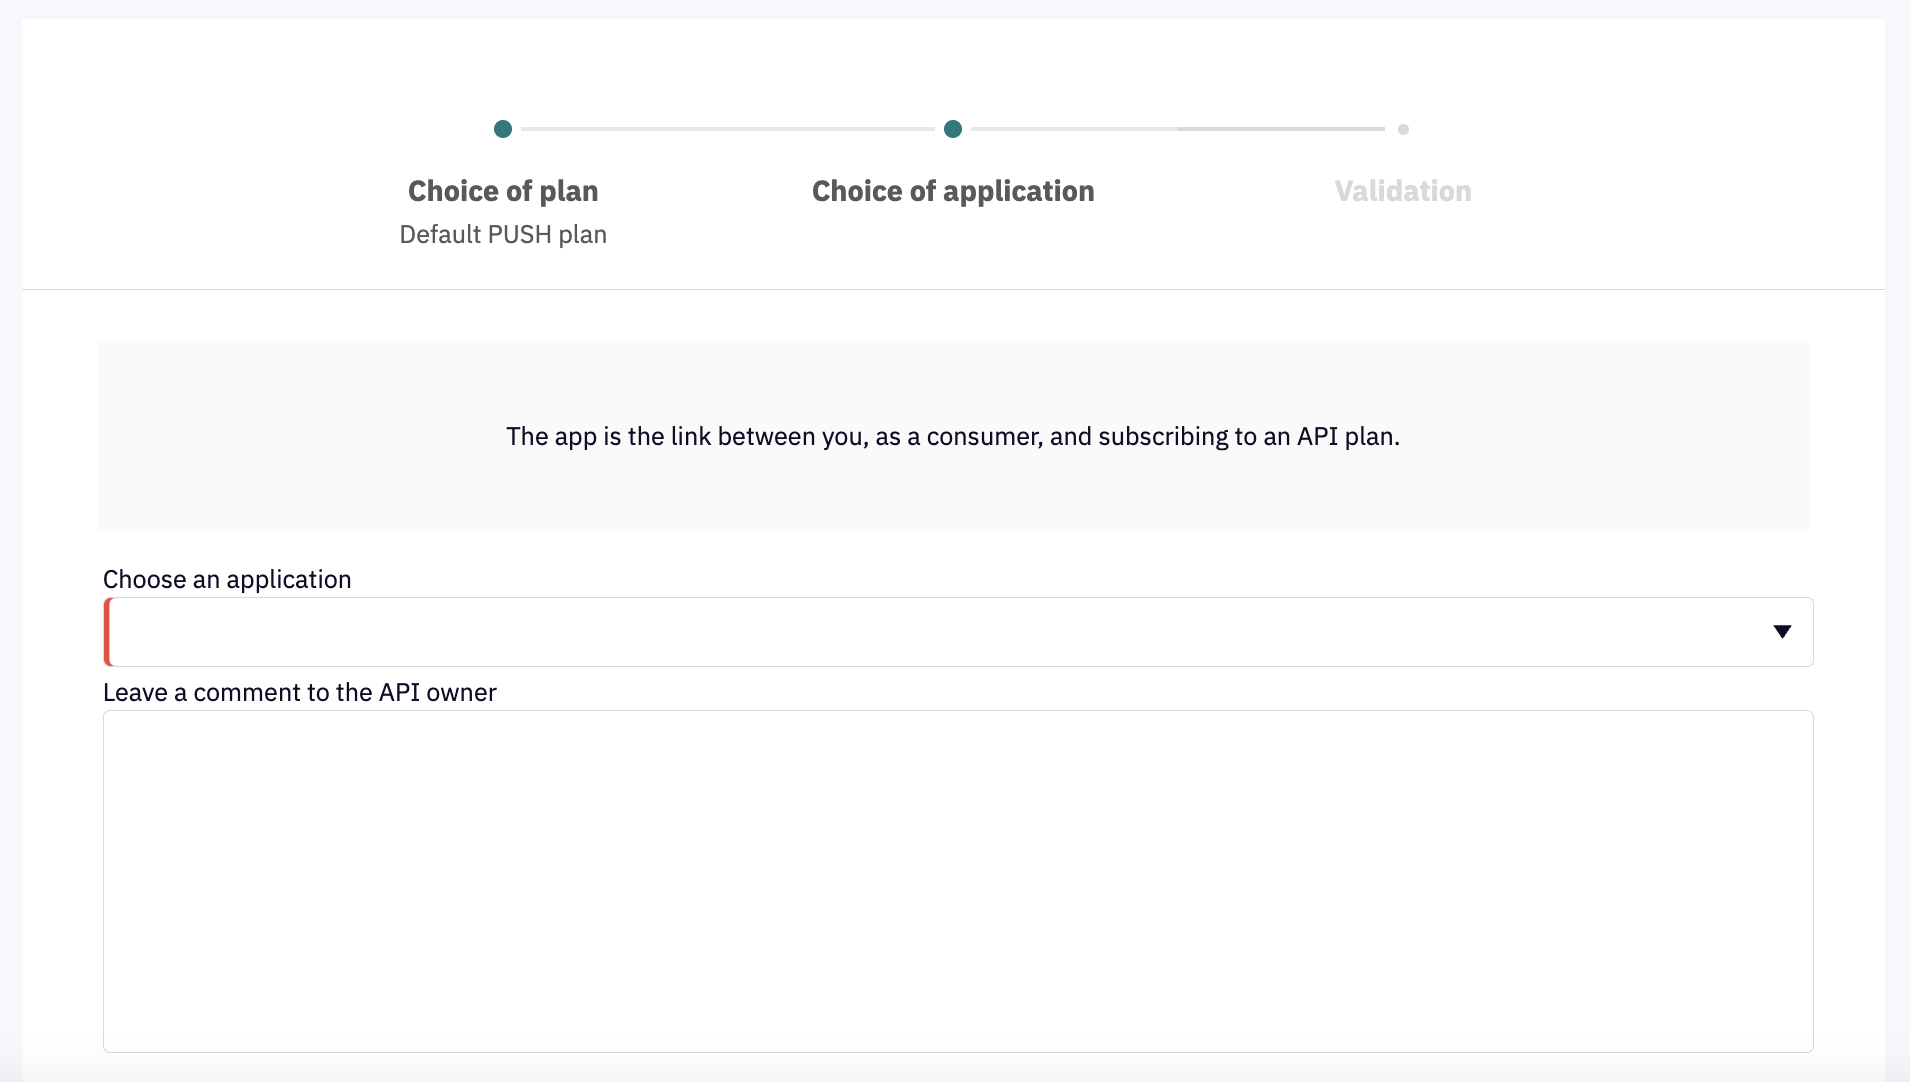 Choice of plan
Choice of application
Validation
Default PUSH plan
The app is the link between you, as a consumer, and subscribing to an API plan.
Choose an application
Leave a comment to the API owner